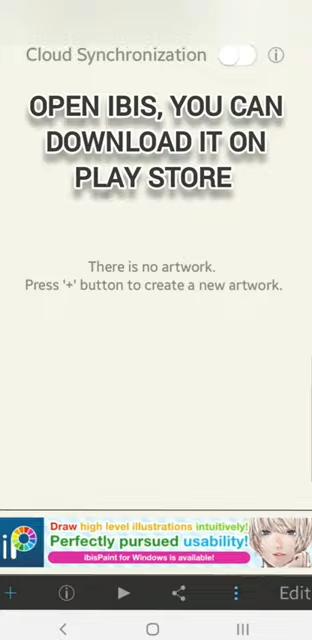 Cloud Synchronization
OPEN IBIS, YOU CAN
DOWNLOAD IT ON
PLAY STORE
There is no artwork.
Press '+' button to create a new artwork.
iP
Draw high level illustrations intuitively!
Perfectly pursued usability!
ibisPaint for Windows is available!
Edit